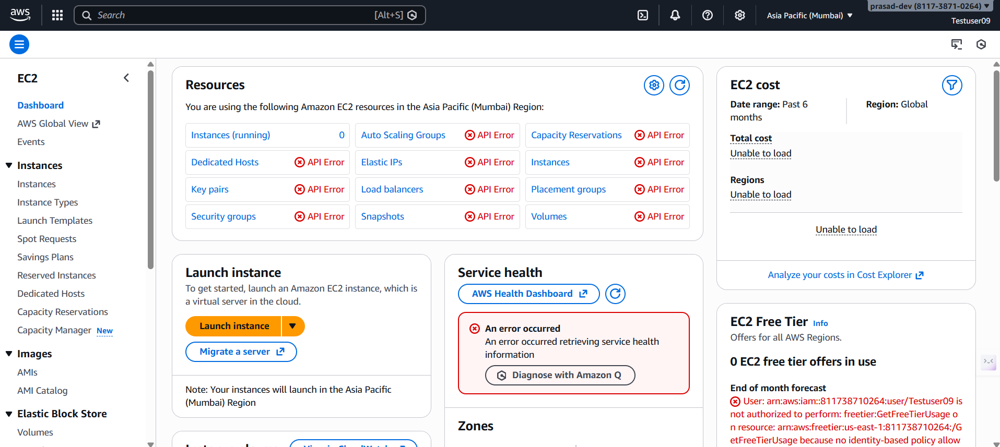 aws
Search
[Alt+S]
Asia Pacific (Mumbai)
prasad-dev (8117-3871-0264)
Testuser09
EC2
Dashboard
AWS Global View
Events
Instances
Instances
Instance Types
Launch Templates
Spot Requests
Savings Plans
Reserved Instances
Dedicated Hosts
Capacity Reservations
Capacity Manager New
Images
AMIs
AMI Catalog
Elastic Block Store
Volumes
Resources
You are using the following Amazon EC2 resources in the Asia Pacific (Mumbai) Region:
Instances (running) 0
Auto Scaling Groups API Error
Capacity Reservations API Error
Dedicated Hosts API Error
Elastic IPs API Error
Instances API Error
Key pairs API Error
Load balancers API Error
Placement groups API Error
Security groups API Error
Snapshots API Error
Volumes API Error
Launch instance
To get started, launch an Amazon EC2 instance, which is
a virtual server in the cloud.
Launch instance
Migrate a server
Note: Your instances will launch in the Asia Pacific
(Mumbai) Region
Service health
AWS Health Dashboard
An error occurred
An error occurred retrieving service health
information
Diagnose with Amazon Q
Zones
EC2 cost
Date range: Past 6
months
Region: Global
Total cost
Unable to load
Regions
Unable to load
Unable to load
Analyze your costs in Cost Explorer
EC2 Free Tier Info
Offers for all AWS Regions.
0 EC2 free tier offers in use
End of month forecast
User: arn:aws:iam::811738710264:user/Testuser09 is
not authorized to perform: freetier:GetFreeTierUsage o
n resource: arn:aws:freetier:us-east-1:811738710264:/G
etFreeTierUsage because no identity-based policy allow